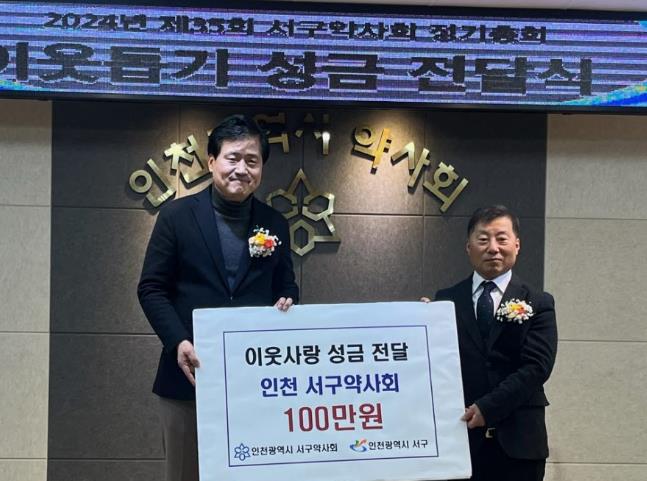 2024년 제35회 서구약사회 정기총회
이웃돕기 성금 전달식
인천 역시 약사회
이웃사랑 성금 전달
인천 서구약사회
100만원
인천광역시 서구약사회 인천광역시 서구